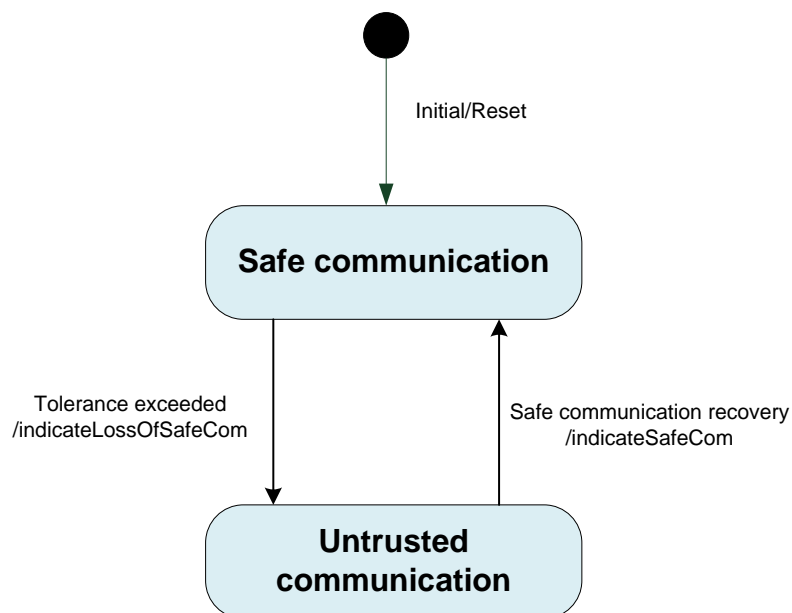 Initial/Reset
Safe communication
Tolerance exceeded
/indicateLossOfSafeCom
Safe communication recovery
/indicateSafeCom
Untrusted
communication